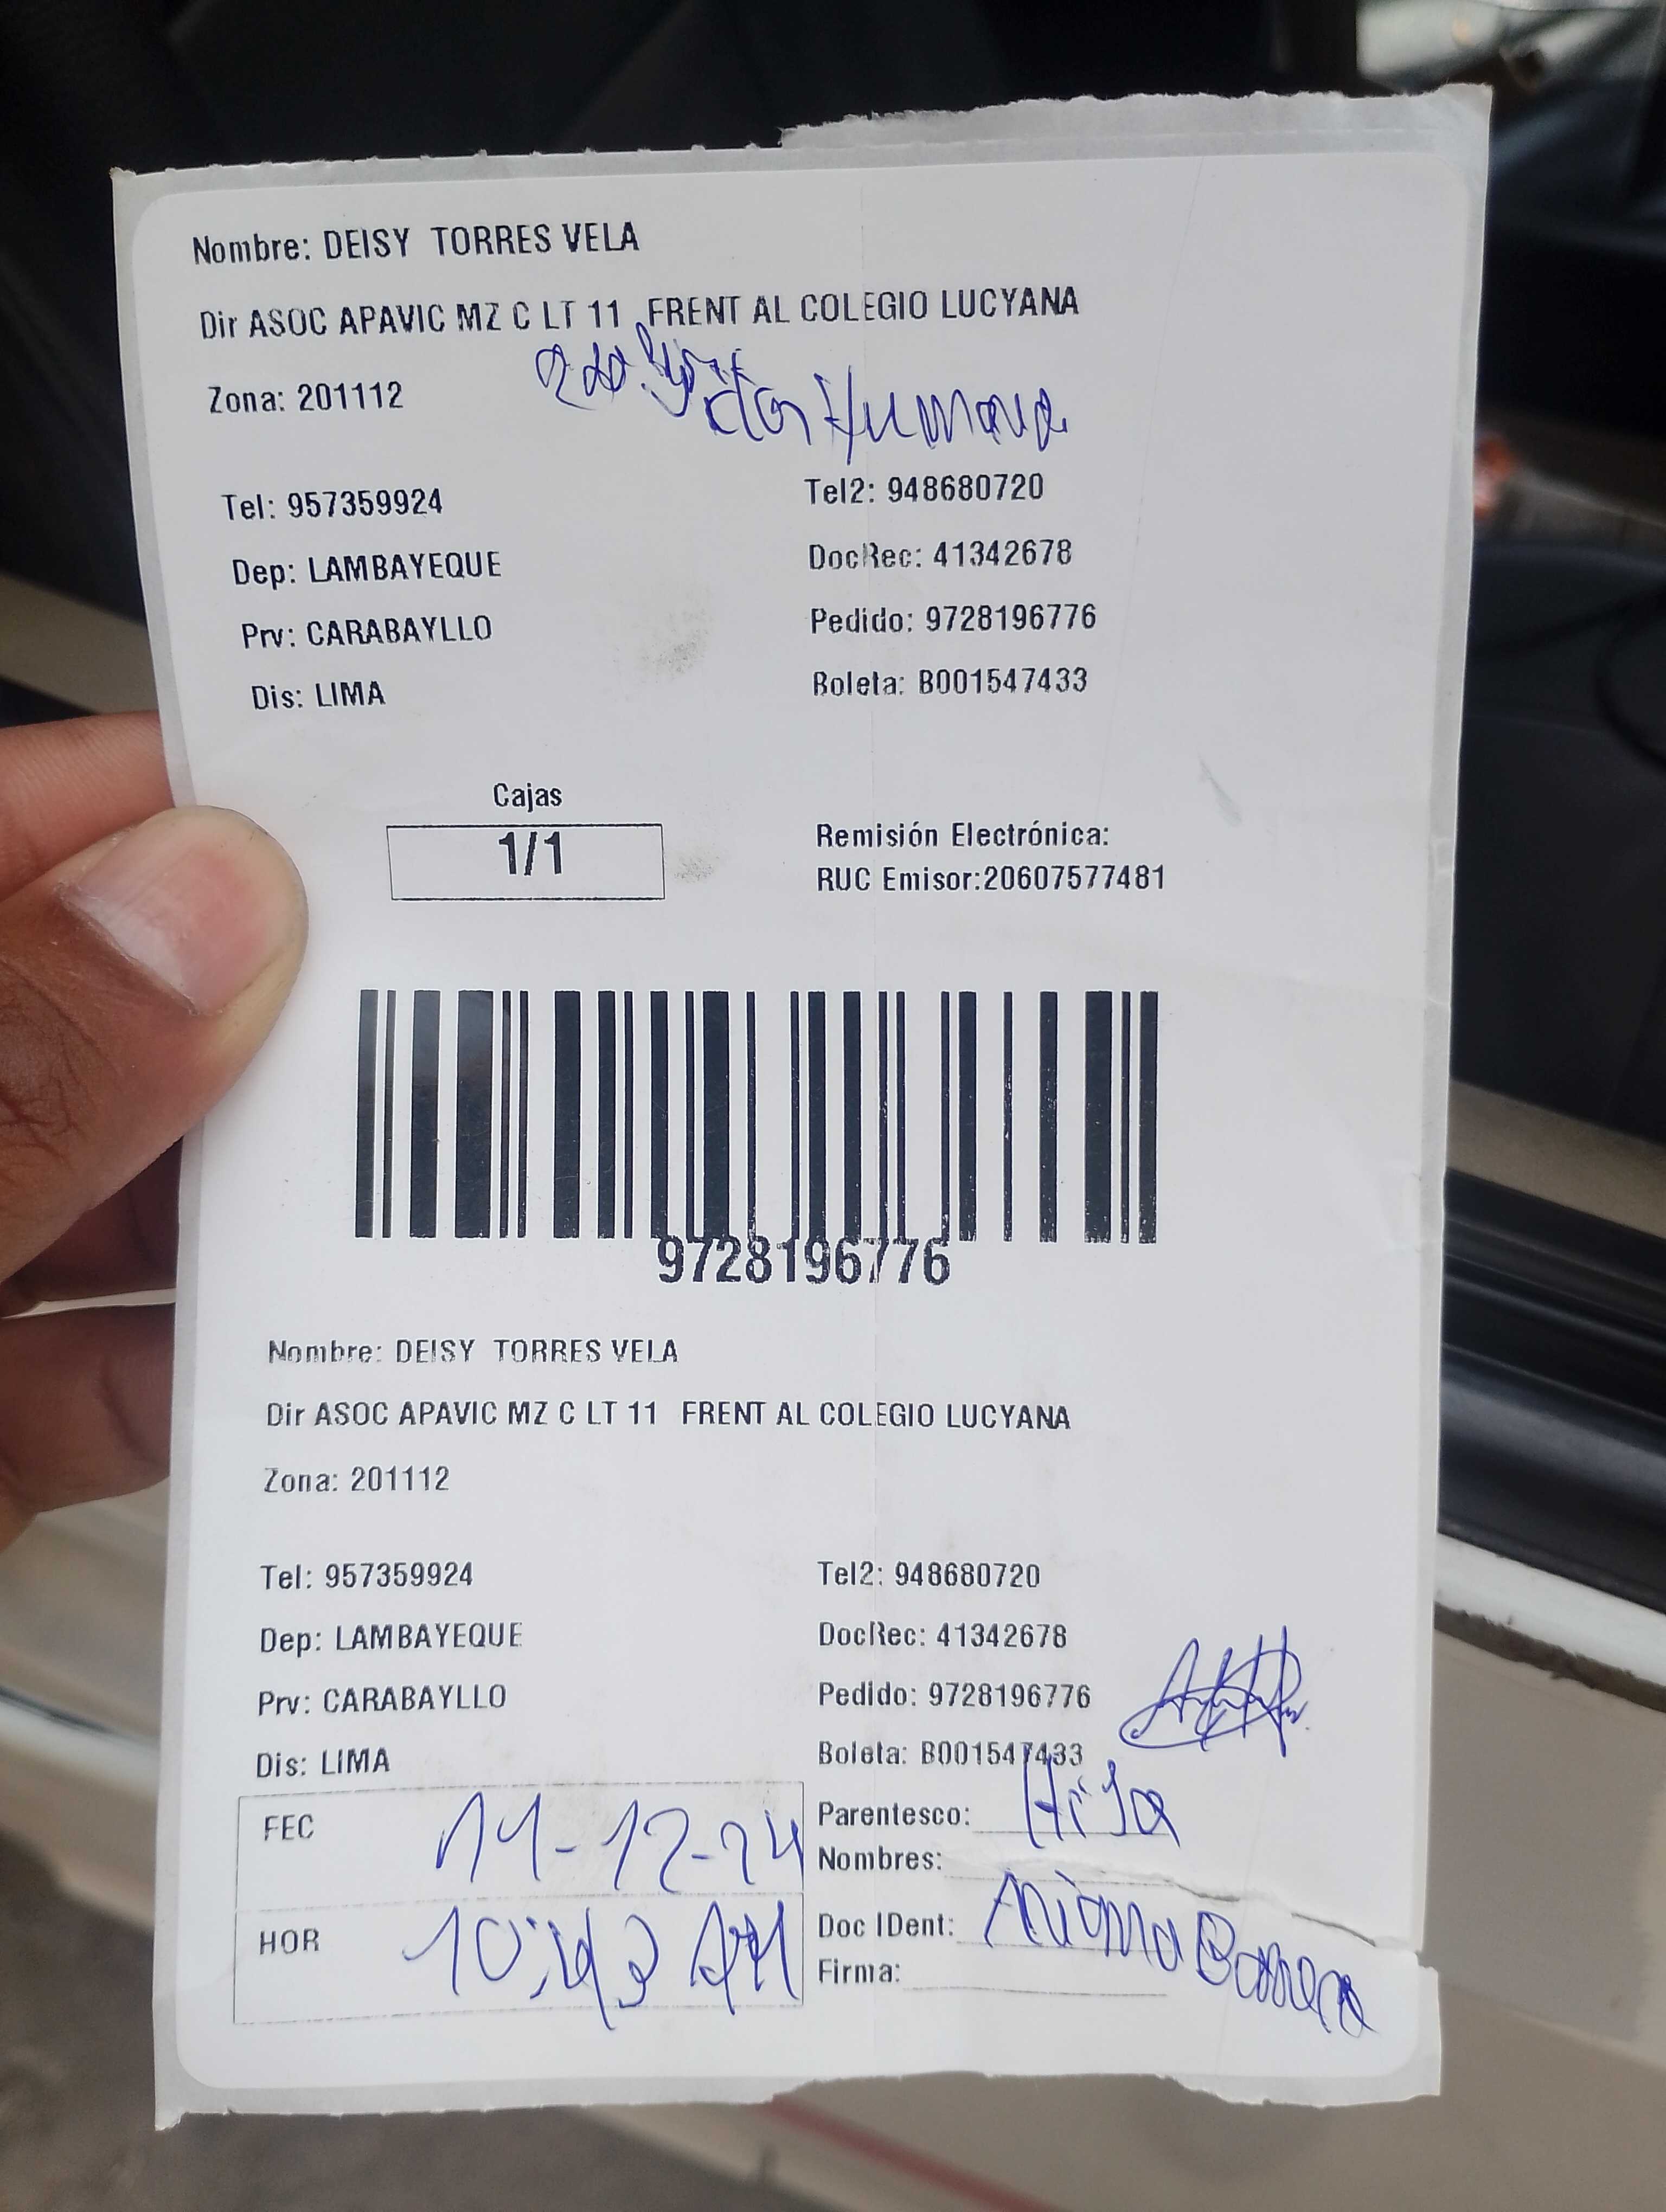 Nombre: DEISY TORRES VELA
Dir ASOC APAVIC MZ C LT 11 FRENT AL COLEGIO LUCYANA
Humana
Zona: 201112
Tel: 957359924 Tel2: 948680720
Dep: LAMBAYEQUE DocRec: 41342678
Prv: CARABAYLLO Pedido: 9728196776
Dis: LIMA Boleta: B001547433
Cajas
1/1
Remisión Electrónica:
RUC Emisor:20607577481
9728196776
Nombre: DEISY TORRES VELA
Dir ASOC APAVIC MZ C LT 11 FRENT AL COLEGIO LUCYANA
Zona: 201112
Tel: 957359924 Tel2: 948680720
Dep: LAMBAYEQUE DocRec: 41342678
Prv: CARABAYLLO Pedido: 9728196776
Dis: LIMA Boleta: B001547433
FEC 11-12-24 Parentesco: Hija
Nombres:
HOR 10:43 AM Doc IDent:
Firma: